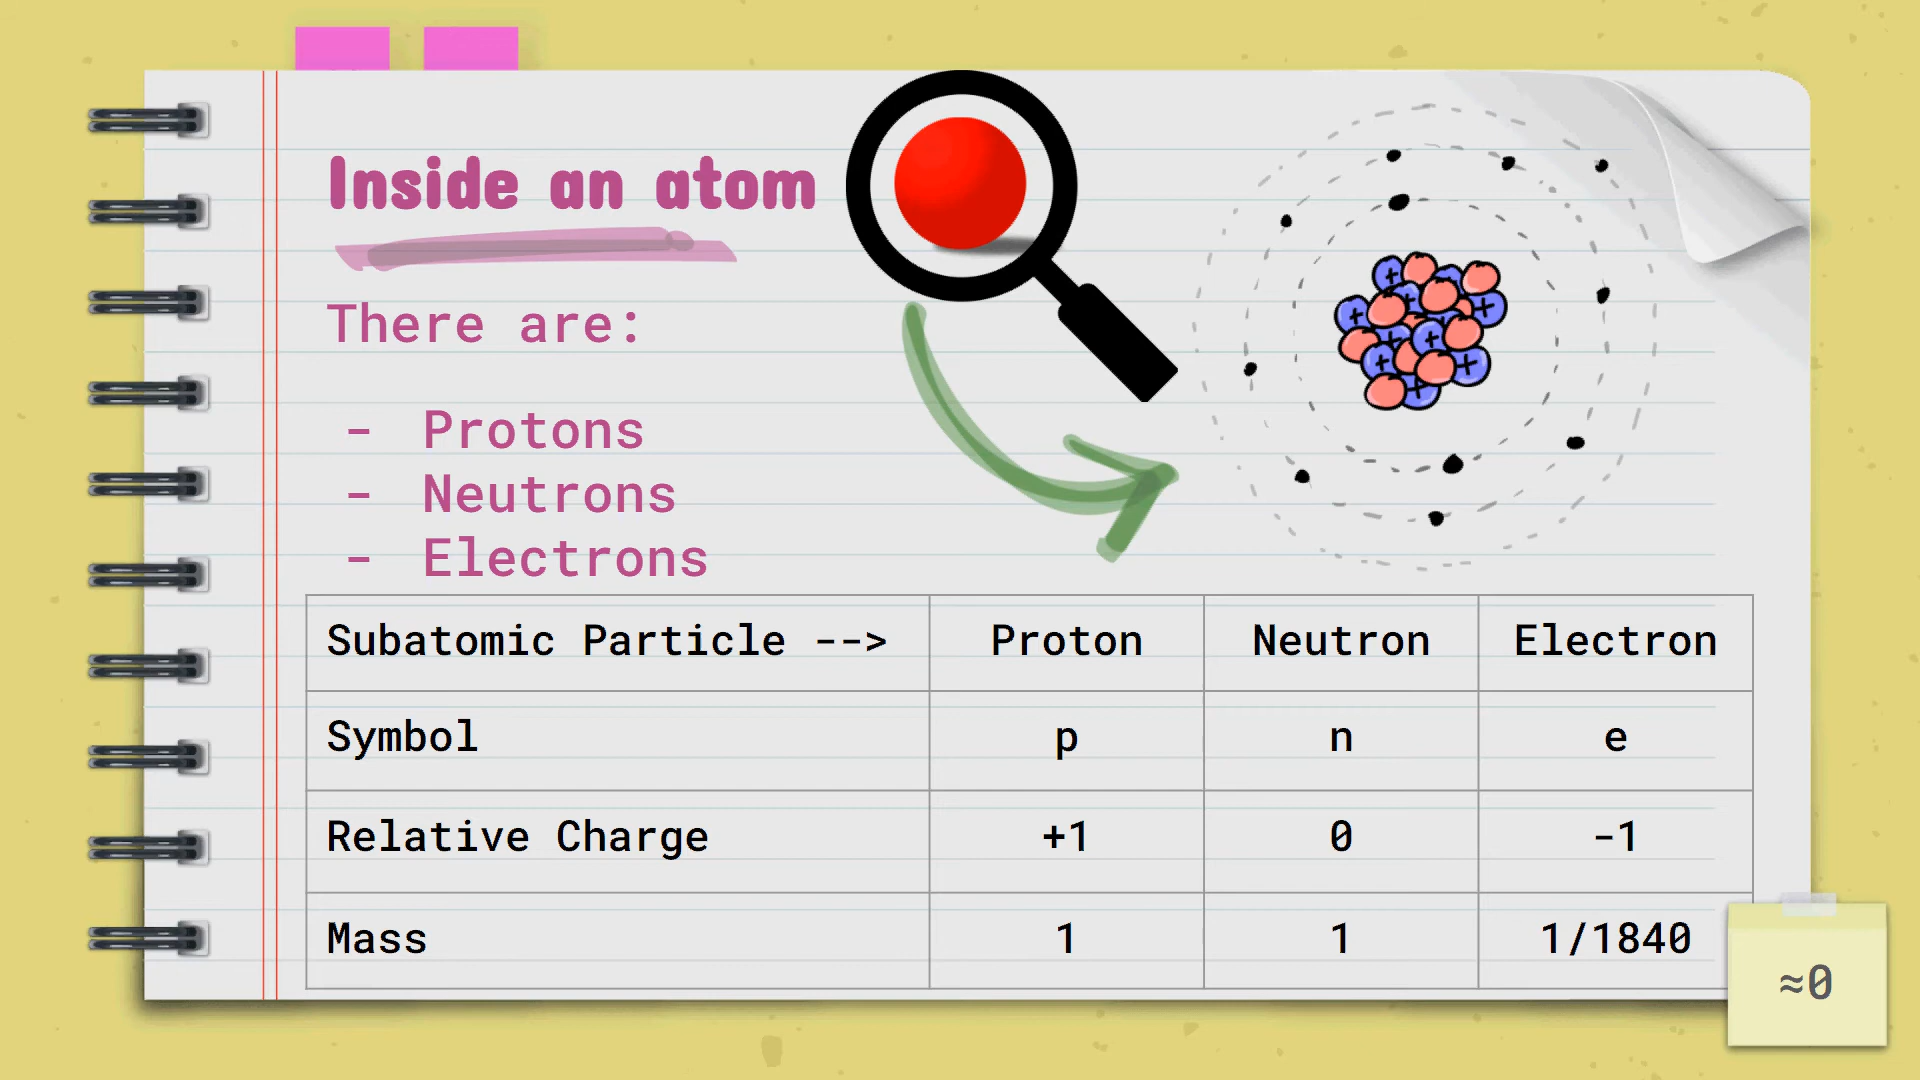 Inside an atom
There are:
- Protons
- Neutrons
- Electrons
Subatomic Particle --> Proton Neutron Electron
Symbol p n e
Relative Charge +1 0 -1
Mass 1 1 1/1840
≈0